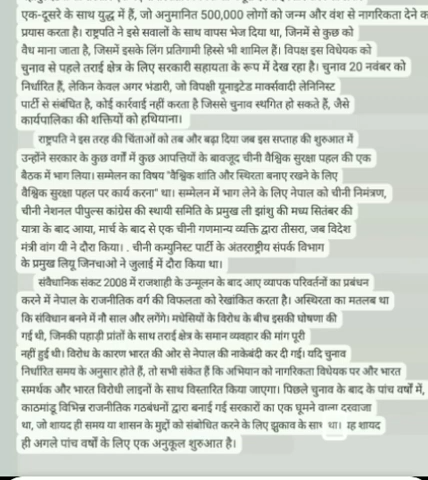 एक-दूसरे के साथ युद्ध में हैं, जो अनुमानित 500,000 लोगों को जन्म और वंश से नागरिकता देने क
प्रयास करता है। राष्ट्रपति ने इसे सवालों के साथ वापस भेज दिया था, जिनमें से कुछ को
वैध माना जाता है, जिसमें इसके लिंग प्रतिगामी हिस्से भी शामिल हैं। विपक्ष इस विधेयक को
चुनाव से पहले तराई क्षेत्र के लिए सरकारी सहायता के रूप में देख रहा है। चुनाव 20 नवंबर को
निर्धारित हैं, लेकिन केवल अगर भंडारी, जो विपक्षी यूनाइटेड मार्क्सवादी लेनिनिस्ट
पार्टी से संबंधित है, कोई कार्रवाई नहीं करता है जिससे चुनाव स्थगित हो सकते हैं, जैसे
कार्यपालिका की शक्तियों को हथियाना।
राष्ट्रपति ने इस तरह की चिंताओं को तब और बढ़ा दिया जब इस सप्ताह की शुरुआत में
उन्होंने सरकार के कुछ वर्गों में कुछ आपत्तियों के बावजूद चीनी वैश्विक सुरक्षा पहल की एक
बैठक में भाग लिया। सम्मेलन का विषय "वैश्विक शांति और स्थिरता बनाए रखने के लिए
वैश्विक सुरक्षा पहल पर कार्य करना" था। सम्मेलन में भाग लेने के लिए नेपाल को चीनी निमंत्रण,
चीनी नेशनल पीपुल्स कांग्रेस की स्थायी समिति के प्रमुख ली झांशु की मध्य सितंबर की
यात्रा के बाद आया, मार्च के बाद से एक चीनी गणमान्य व्यक्ति द्वारा तीसरा, जब विदेश
मंत्री वांग यी ने दौरा किया। . चीनी कम्युनिस्ट पार्टी के अंतरराष्ट्रीय संपर्क विभाग
के प्रमुख लियू जिनचाओ ने जुलाई में दौरा किया था।
संवैधानिक संकट 2008 में राजशाही के उन्मूलन के बाद आए व्यापक परिवर्तनों का प्रबंधन
करने में नेपाल के राजनीतिक वर्ग की विफलता को रेखांकित करता है। अस्थिरता का मतलब था
कि संविधान बनने में नौ साल और लगेंगे। मधेसियों के विरोध के बीच इसकी घोषणा की
गई थी, जिनकी पहाड़ी प्रांतों के साथ तराई क्षेत्र के समान व्यवहार की मांग पूरी
नहीं हुई थी। विरोध के कारण भारत की ओर से नेपाल की नाकेबंदी कर दी गई। यदि चुनाव
निर्धारित समय के अनुसार होते हैं, तो सभी संकेत हैं कि अभियान को नागरिकता विधेयक पर और भारत
समर्थक और भारत विरोधी लाइनों के साथ विस्तारित किया जाएगा। पिछले चुनाव के बाद के पांच वर्षों में,
काठमांडू विभिन्न राजनीतिक गठबंधनों द्वारा बनाई गई सरकारों का एक घूमने वाला दरवाजा
था, जो शायद ही समय या शासन के मुद्दों को संबोधित करने के लिए झुकाव के साथ था। यह शायद
ही अगले पांच वर्षों के लिए एक अनुकूल शुरुआत है।